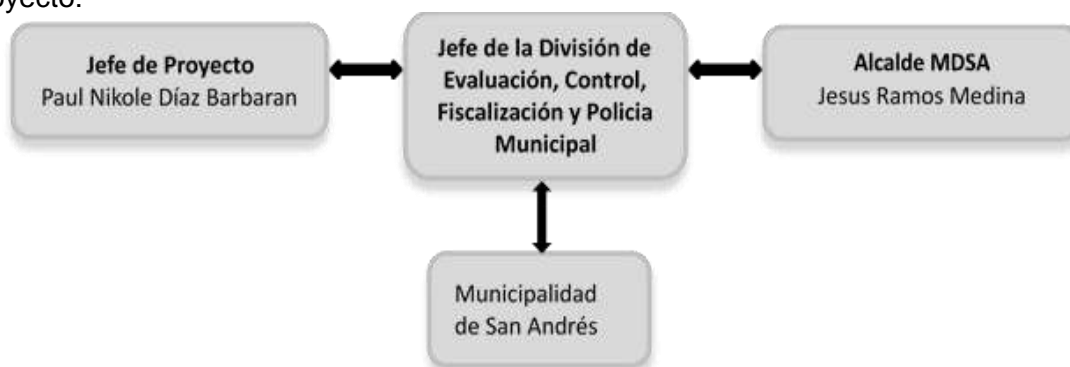 Jefe de Proyecto
Paul Nikole Díaz Barbaran
Jefe de la División de
Evaluación, Control,
Fiscalización y Policia
Municipal
Alcalde MDSA
Jesus Ramos Medina
Municipalidad
de San Andrés